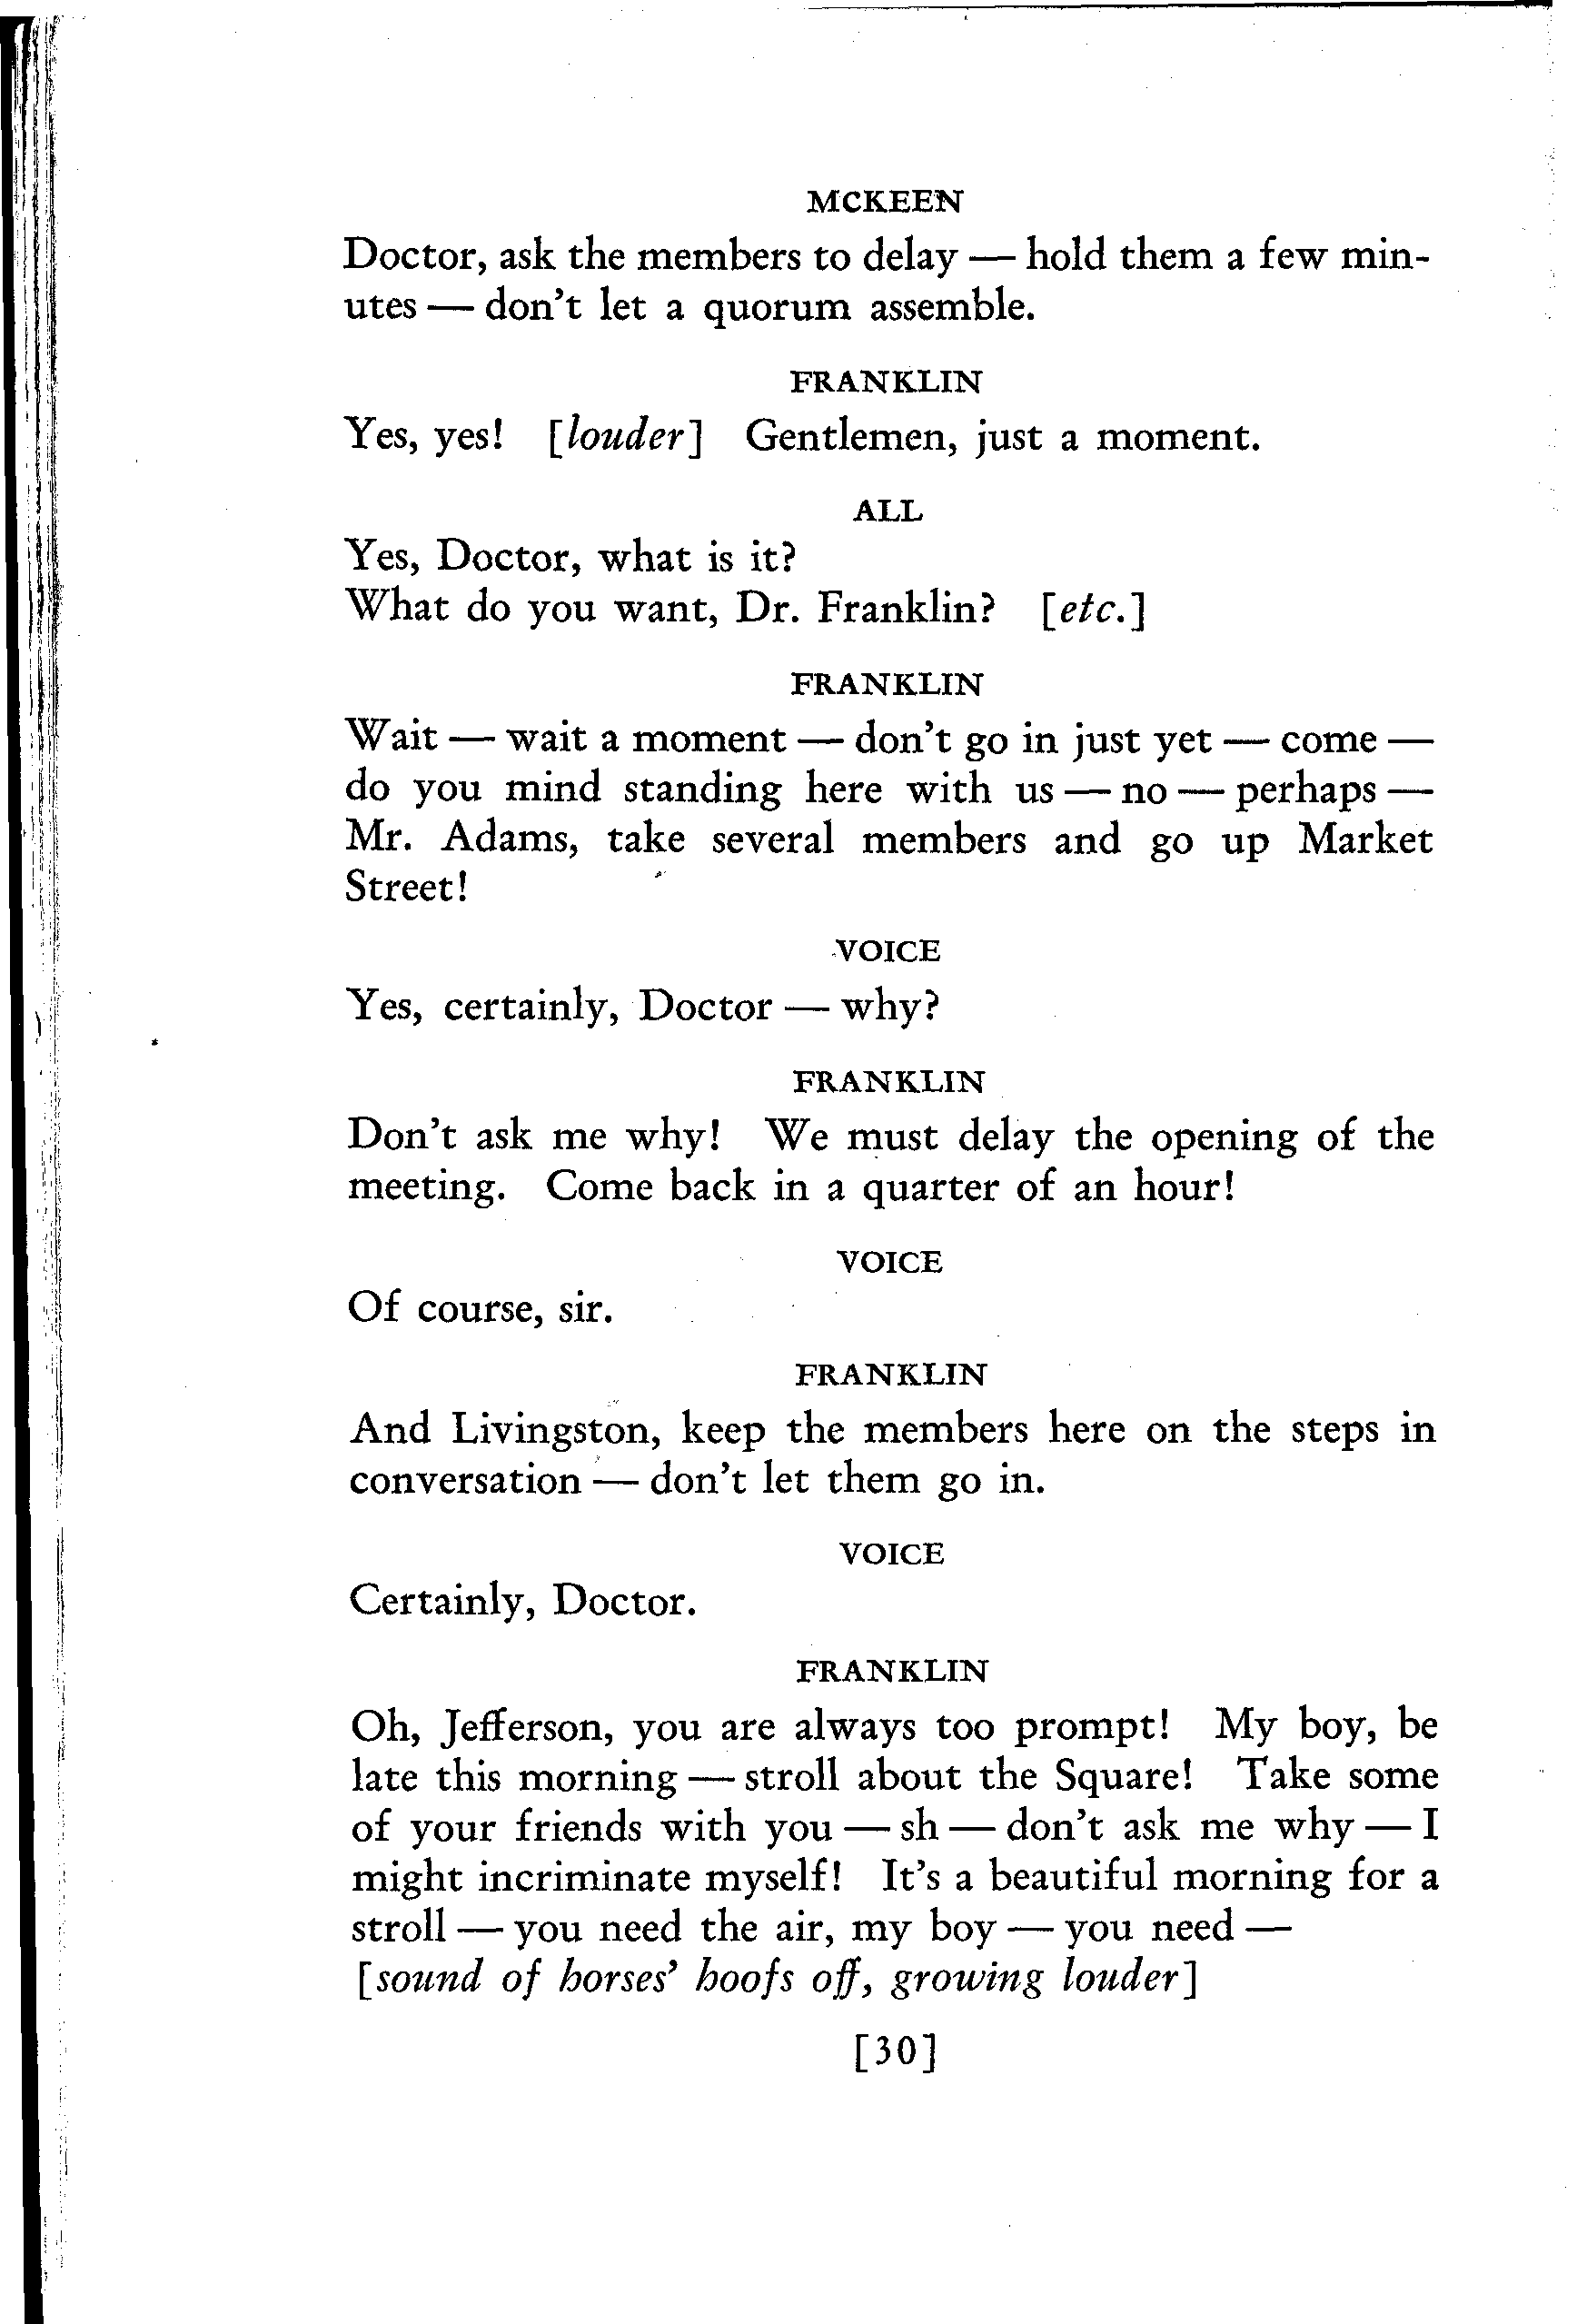 MCKEEN
Doctor, ask the members to delay — hold them a few min-
utes — don't let a quorum assemble.
FRANKLIN
Yes, yes! [louder] Gentlemen, just a moment.
ALL
Yes, Doctor, what is it?
What do you want, Dr. Franklin? [etc.]
FRANKLIN
Wait — wait a moment — don't go in just yet — come —
do you mind standing here with us — no — perhaps —
Mr. Adams, take several members and go up Market
Street!
VOICE
Yes, certainly, Doctor — why?
FRANKLIN
Don't ask me why! We must delay the opening of the
meeting. Come back in a quarter of an hour!
VOICE
Of course, sir.
FRANKLIN
And Livingston, keep the members here on the steps in
conversation — don't let them go in.
VOICE
Certainly, Doctor.
FRANKLIN
Oh, Jefferson, you are always too prompt! My boy, be
late this morning — stroll about the Square! Take some
of your friends with you — sh — don't ask me why — I
might incriminate myself! It's a beautiful morning for a
stroll — you need the air, my boy — you need —
[sound of horses' hoofs off, growing louder]
[30]